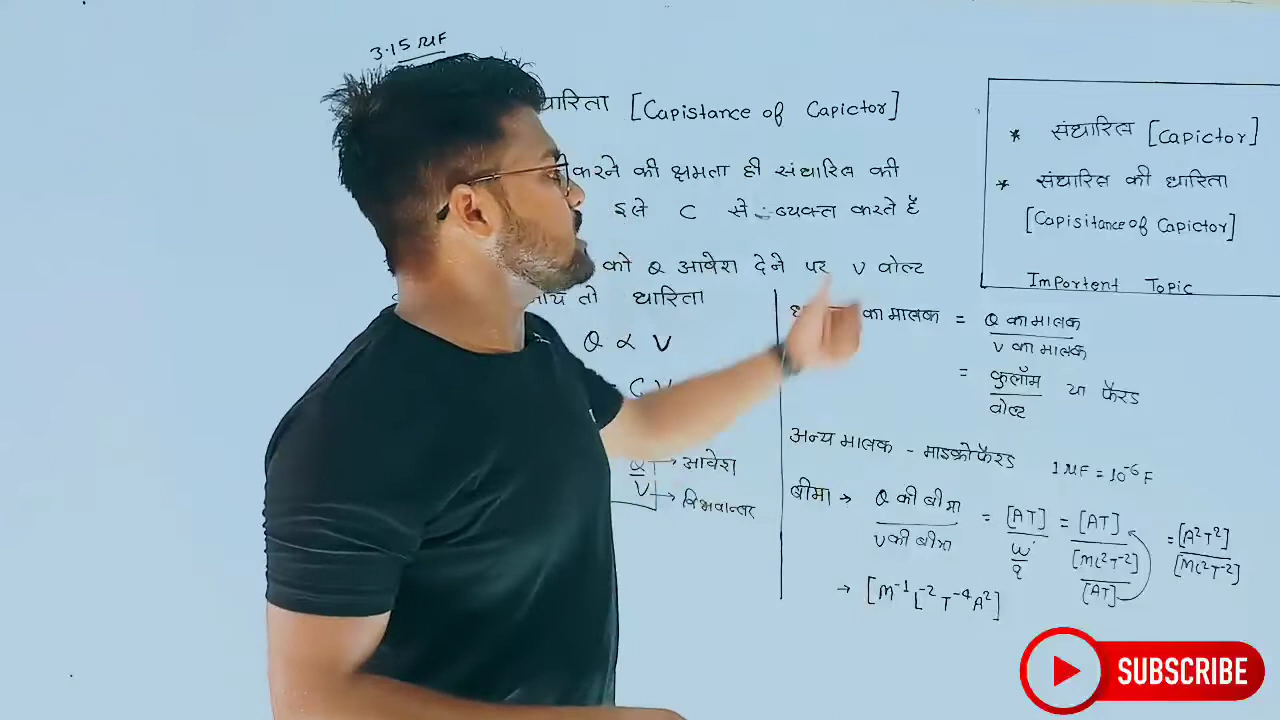 3.15 μF
धारिता [Capistance of Capictor]
करने की क्षमता ही संधारित्र की
इसे C से व्यक्त करते हैं
को Q आवेश देने पर V वोल्ट
तो धारिता
Q ∝ V
C V
Q → आवेश
V → विभवान्तर
* संधारित्र [Capictor]
* संधारित्र की धारिता
[Capisitance of Capictor]
Importent Topic
का मात्रक = Q का मात्रक
V का मात्रक
= कुलॉम या फैरड
वोल्ट
अन्य मात्रक - माइक्रोफैरड 1 μF = 10⁻⁶ F
बीमा → Q की बीमा = [AT] = [AT] = [A²T²]
V की बीमा W [ML²T⁻²] [ML²T⁻²]
q [AT]
→ [M⁻¹L⁻²T⁻⁴A²]
SUBSCRIBE